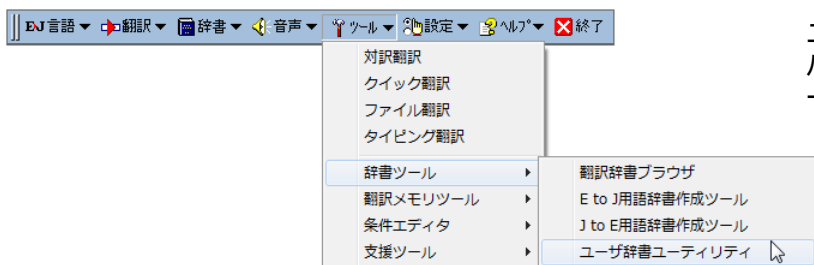 EJ 言語 ▼ 翻訳 ▼ 辞書 ▼ 音声 ▼ ツール ▼ 設定 ▼ ヘルプ ▼ 終了
対訳翻訳
クイック翻訳
ファイル翻訳
タイピング翻訳
辞書ツール
翻訳メモリツール
条件エディタ
支援ツール
翻訳辞書ブラウザ
E to J用語辞書作成ツール
J to E用語辞書作成ツール
ユーザ辞書ユーティリティ